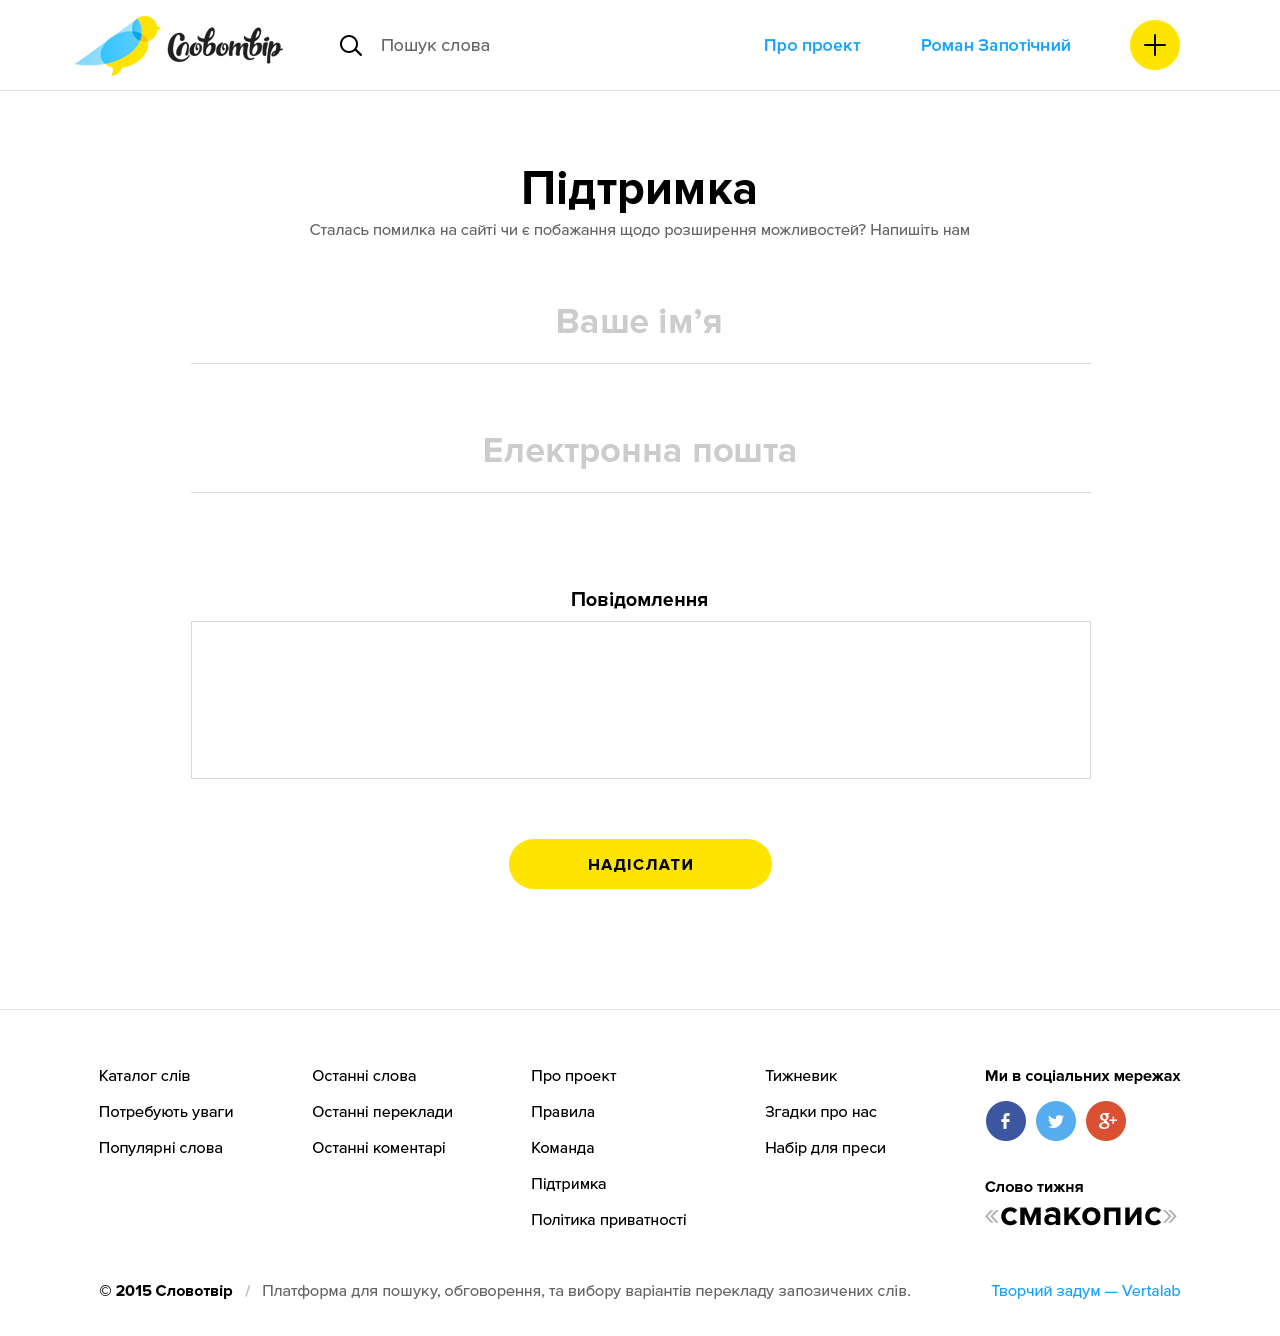 Словотвір
Пошук слова
Про проект
Роман Запотічний
Підтримка
Сталась помилка на сайті чи є побажання щодо розширення можливостей? Напишіть нам
Ваше ім’я
Електронна пошта
Повідомлення
НАДІСЛАТИ
Каталог слів
Потребують уваги
Популярні слова
Останні слова
Останні переклади
Останні коментарі
Про проект
Правила
Команда
Підтримка
Політика приватності
Тижневик
Згадки про нас
Набір для преси
Ми в соціальних мережах
Слово тижня
«смакопис»
© 2015 Словотвір / Платформа для пошуку, обговорення, та вибору варіантів перекладу запозичених слів.
Творчий задум — Vertalab